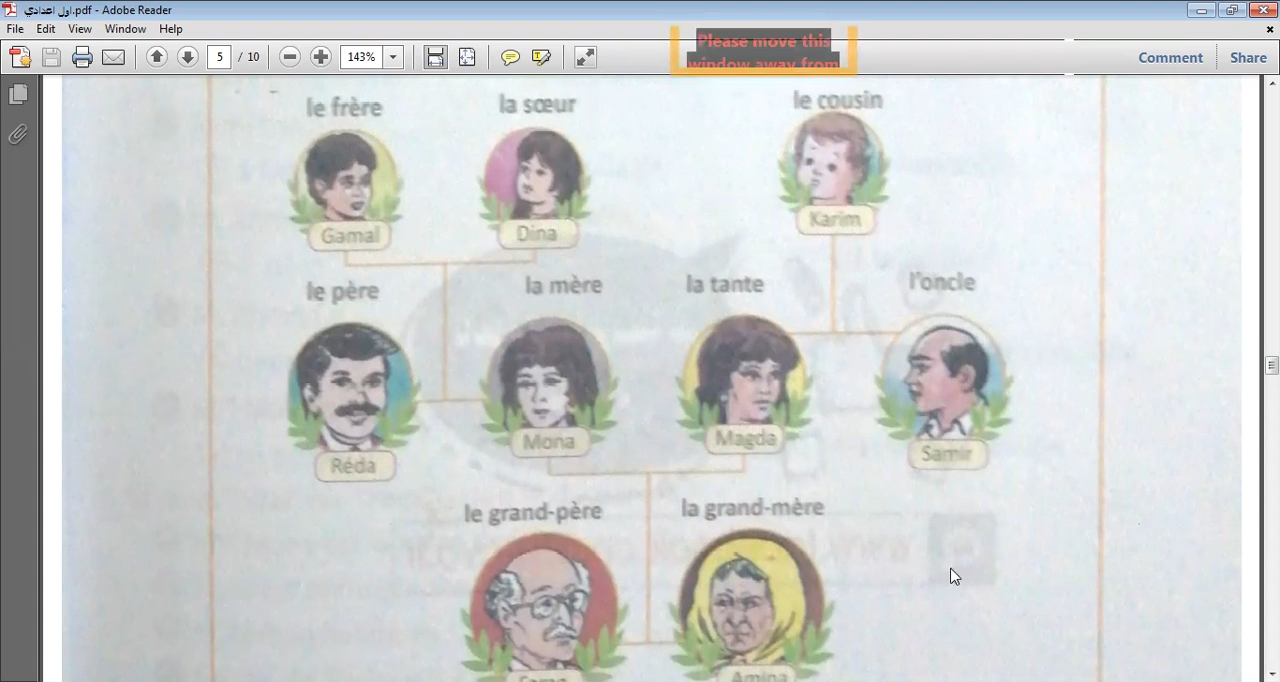 اول اعدادي.pdf - Adobe Reader
File Edit View Window Help
5 / 10
143%
Please move this
window away from
Comment Share
le frère
la sœur
le cousin
Gamal
Dina
Karim
le père
la mère
la tante
l'oncle
Réda
Mona
Magda
Samir
le grand-père
la grand-mère
Amina